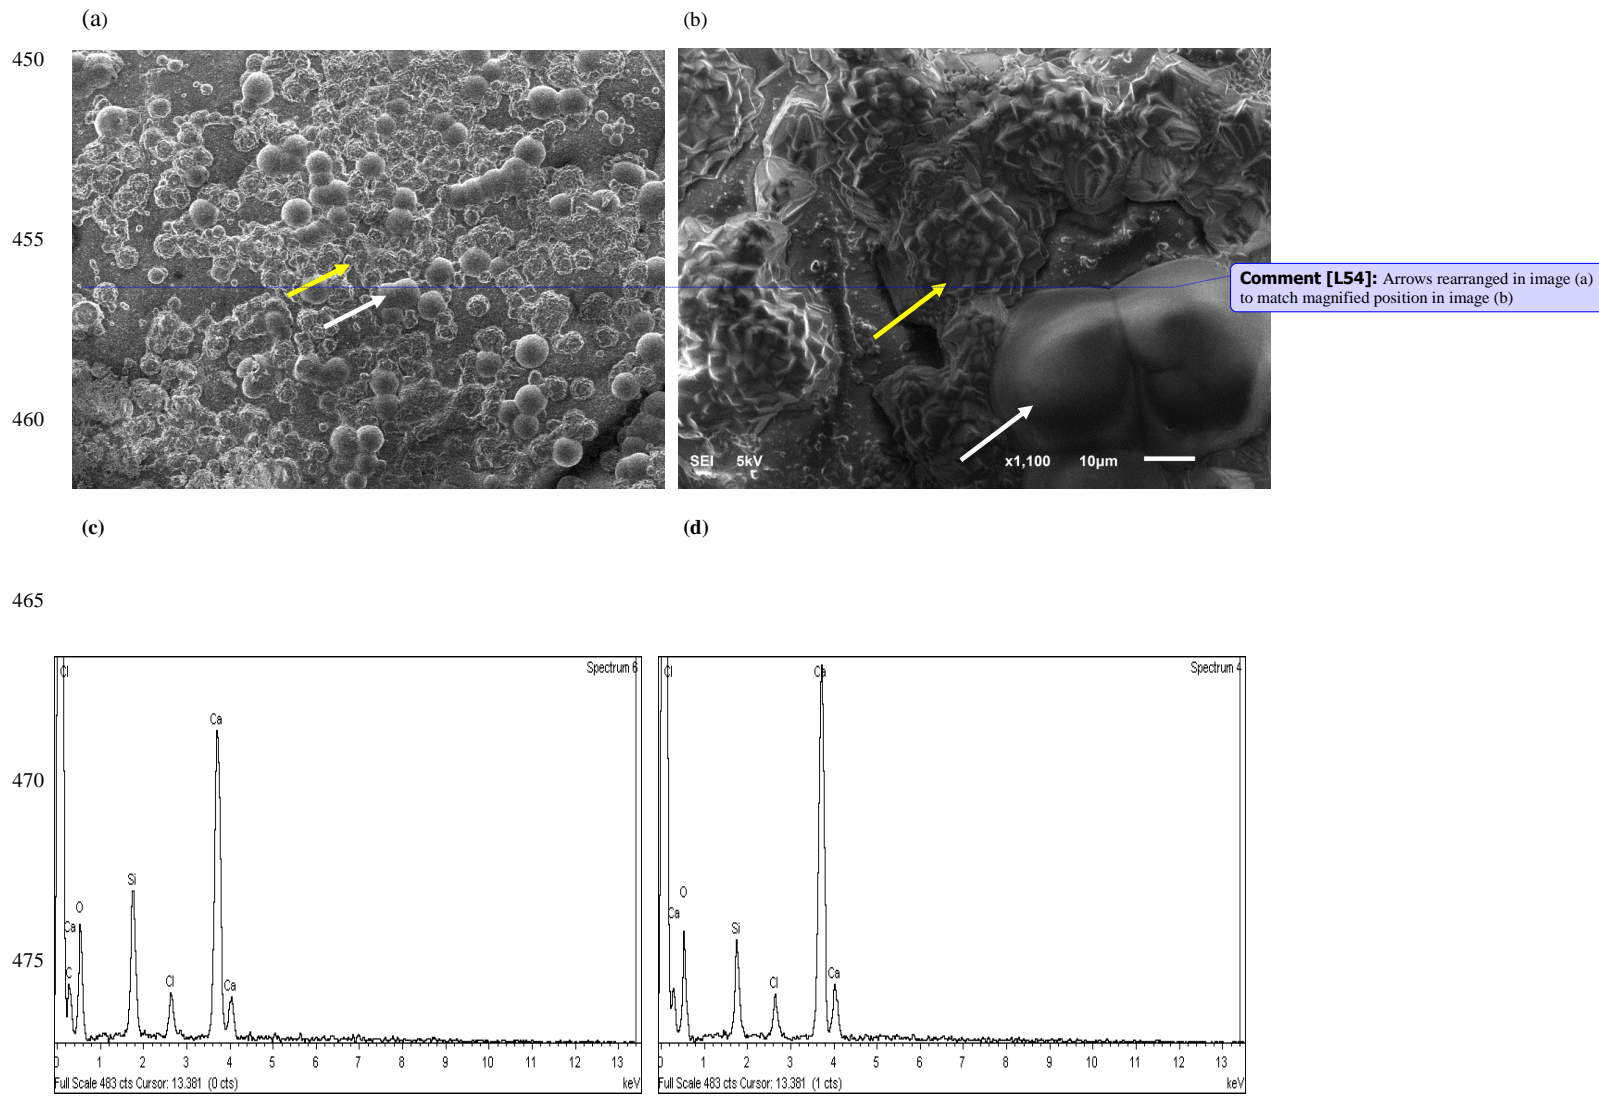 (a)
(b)
450
455
Comment [L54]: Arrows rearranged in image (a)
to match magnified position in image (b)
460
SEI 5kV x1,100 10µm
(c)
(d)
465
Cl
Spectrum 6
Ca
Si
O
Ca
C
Cl
Ca
0 1 2 3 4 5 6 7 8 9 10 11 12 13
Full Scale 483 cts Cursor: 13.381 (0 cts)
keV
Cl
Ca
Spectrum 4
O
Ca
Si
Cl
Ca
0 1 2 3 4 5 6 7 8 9 10 11 12 13
Full Scale 483 cts Cursor: 13.381 (1 cts)
keV
470
475